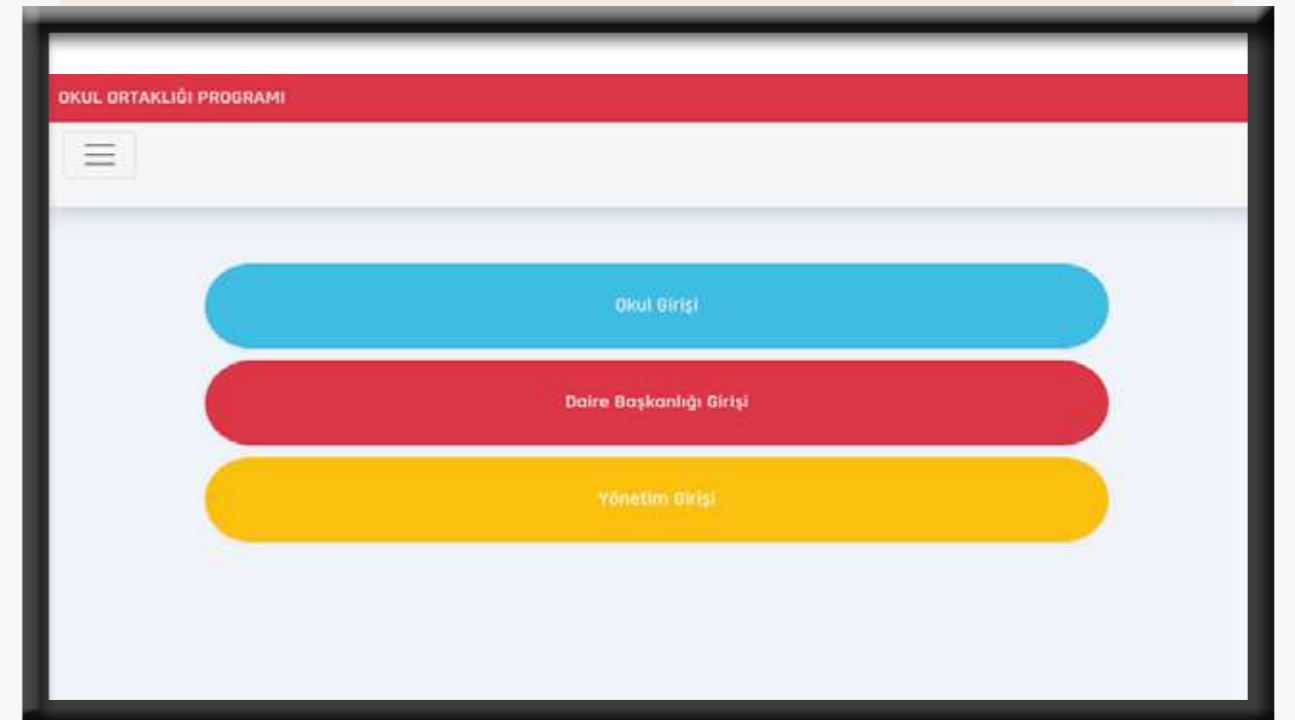 OKUL ORTAKLIĞI PROGRAMI
Okul Girişi
Daire Başkanlığı Girişi
Yönetim Girişi